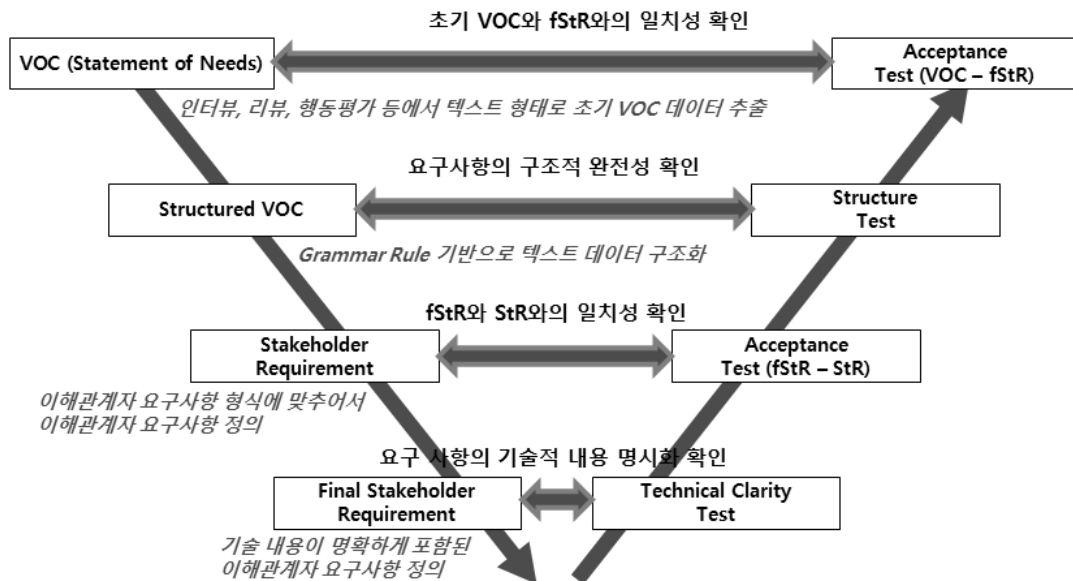 초기 VOC와 fStR와의 일치성 확인
VOC (Statement of Needs)
Acceptance
Test (VOC – fStR)
인터뷰, 리뷰, 행동평가 등에서 텍스트 형태로 초기 VOC 데이터 추출
요구사항의 구조적 완전성 확인
Structured VOC
Structure
Test
Grammar Rule 기반으로 텍스트 데이터 구조화
fStR와 StR와의 일치성 확인
Stakeholder
Requirement
Acceptance
Test (fStR – StR)
이해관계자 요구사항 형식에 맞추어서
이해관계자 요구사항 정의
요구 사항의 기술적 내용 명시화 확인
Final Stakeholder
Requirement
Technical Clarity
Test
기술 내용이 명확하게 포함된
이해관계자 요구사항 정의